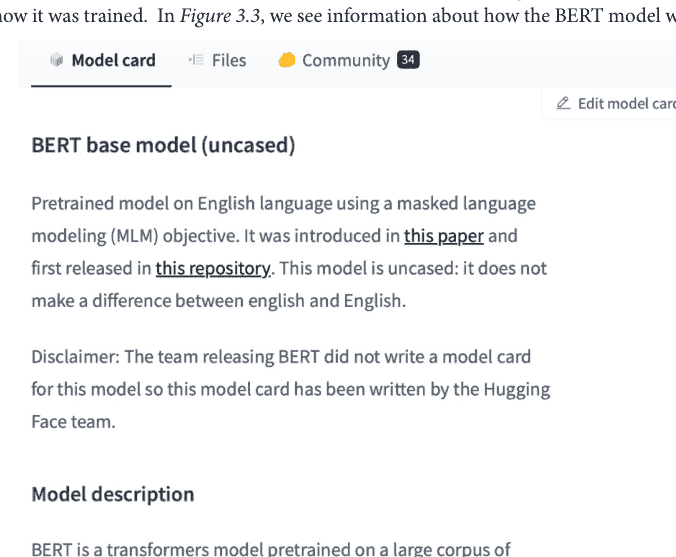 how it was trained. In Figure 3.3, we see information about how the BERT model w
Model card Files Community 34
Edit model card
BERT base model (uncased)
Pretrained model on English language using a masked language
modeling (MLM) objective. It was introduced in this paper and
first released in this repository. This model is uncased: it does not
make a difference between english and English.
Disclaimer: The team releasing BERT did not write a model card
for this model so this model card has been written by the Hugging
Face team.
Model description
BERT is a transformers model pretrained on a large corpus of